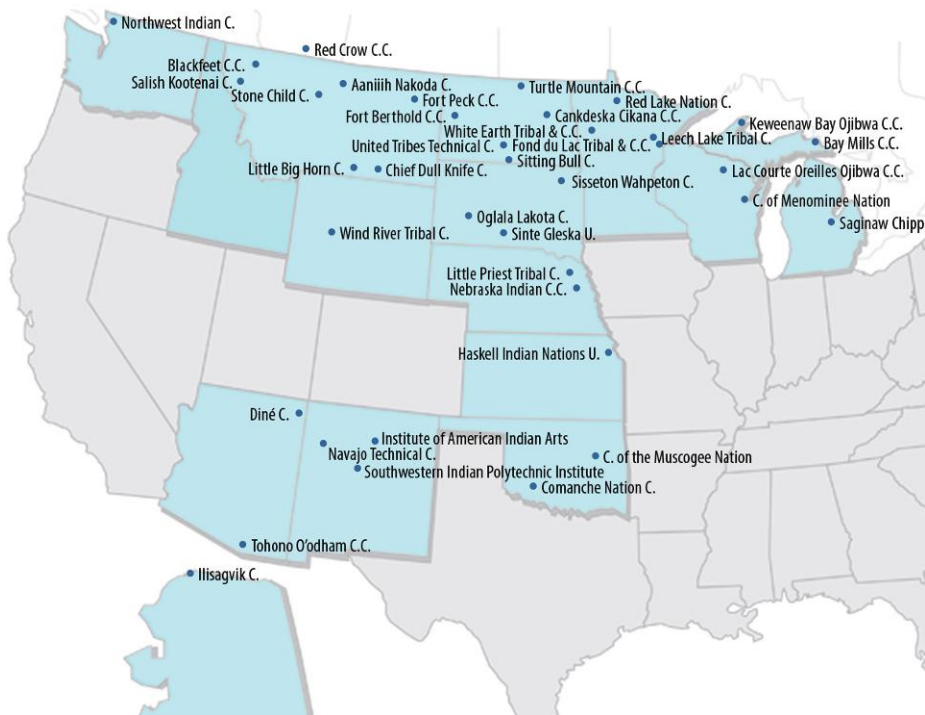 Northwest Indian C.
Red Crow C.C.
Blackfeet C.C.
Salish Kootenai C.
Stone Child C.
Aaniiih Nakoda C.
Fort Peck C.C.
Fort Berthold C.C.
Turtle Mountain C.C.
Red Lake Nation C.
Cankdeska Cikana C.C.
White Earth Tribal & C.C.
United Tribes Technical C.
Fond du Lac Tribal & C.C.
Leech Lake Tribal C.
Keweenaw Bay Ojibwa C.C.
Bay Mills C.C.
Sitting Bull C.
Little Big Horn C.
Chief Dull Knife C.
Lac Courte Oreilles Ojibwa C.C.
Sisseton Wahpeton C.
C. of Menominee Nation
Saginaw Chipp
Oglala Lakota C.
Sinte Gleska U.
Wind River Tribal C.
Little Priest Tribal C.
Nebraska Indian C.C.
Haskell Indian Nations U.
Diné C.
Institute of American Indian Arts
Navajo Technical C.
Southwestern Indian Polytechnic Institute
C. of the Muscogee Nation
Comanche Nation C.
Tohono O'odham C.C.
Ilisagvik C.